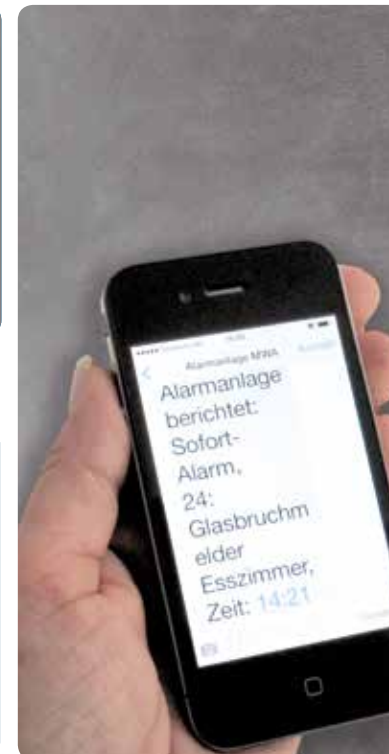 Alarmanlage MWA
Alarmanlage
berichtet:
Sofort-
Alarm,
24:
Glasbruchm
elder
Esszimmer,
Zeit: 14:21